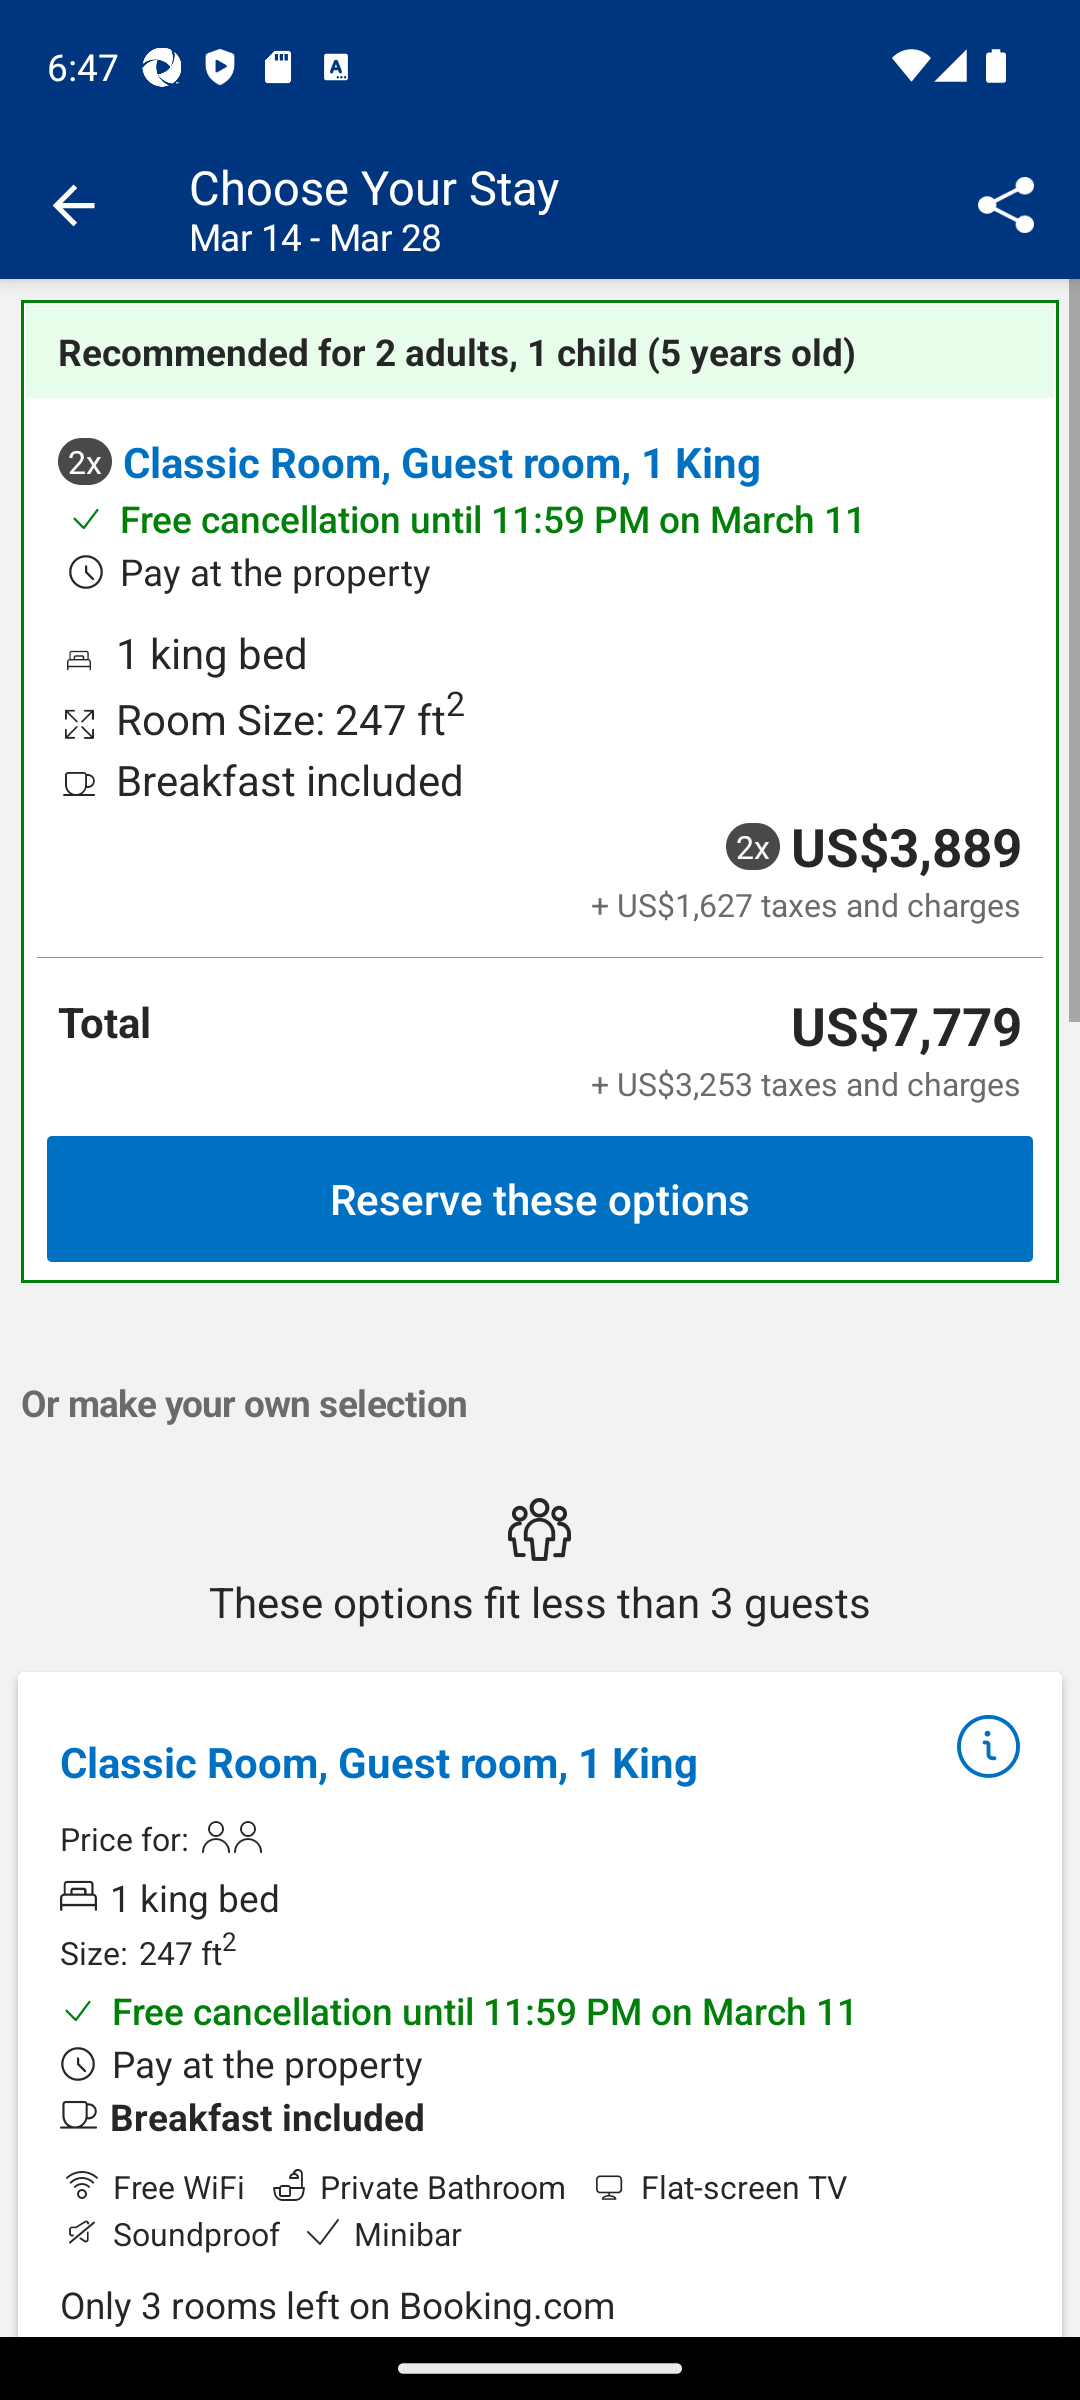 6:47
Choose Your Stay
Mar 14 - Mar 28
Recommended for 2 adults, 1 child (5 years old)
2x Classic Room, Guest room, 1 King
Free cancellation until 11:59 PM on March 11
Pay at the property
1 king bed
Room Size: 247 ft²
Breakfast included
2x US$3,889
+ US$1,627 taxes and charges
Total US$7,779
+ US$3,253 taxes and charges
Reserve these options
Or make your own selection
These options fit less than 3 guests
Classic Room, Guest room, 1 King
Price for:
1 king bed
Size: 247 ft²
Free cancellation until 11:59 PM on March 11
Pay at the property
Breakfast included
Free WiFi Private Bathroom Flat-screen TV
Soundproof Minibar
Only 3 rooms left on Booking.com